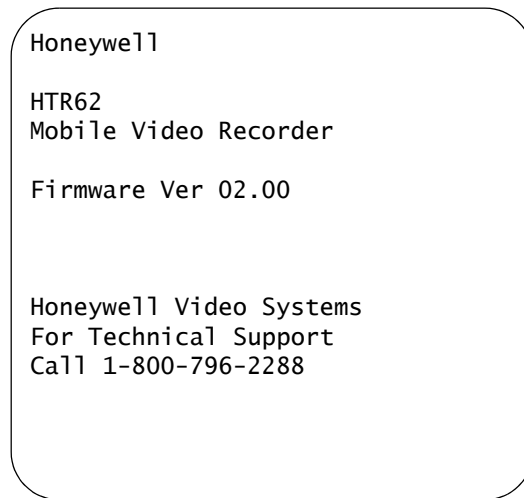 Honeywell
HTR62
Mobile Video Recorder
Firmware Ver 02.00
Honeywell Video Systems
For Technical Support
Call 1-800-796-2288